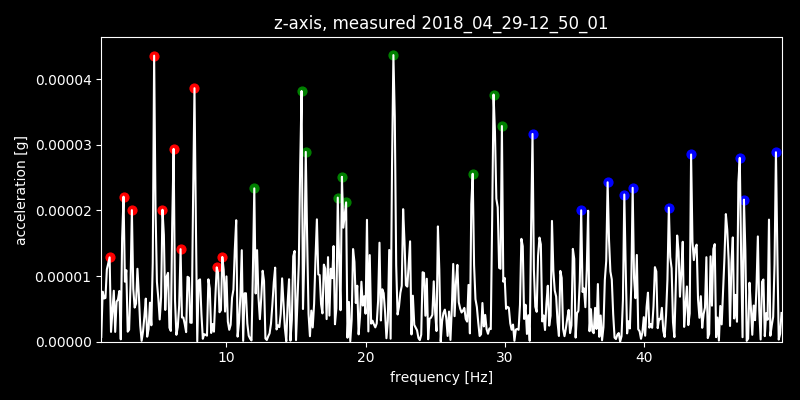 z-axis, measured 2018_04_29-12_50_01
0.00004
0.00003
0.00002
0.00001
0.00000
acceleration [g]
10 20 30 40
frequency [Hz]